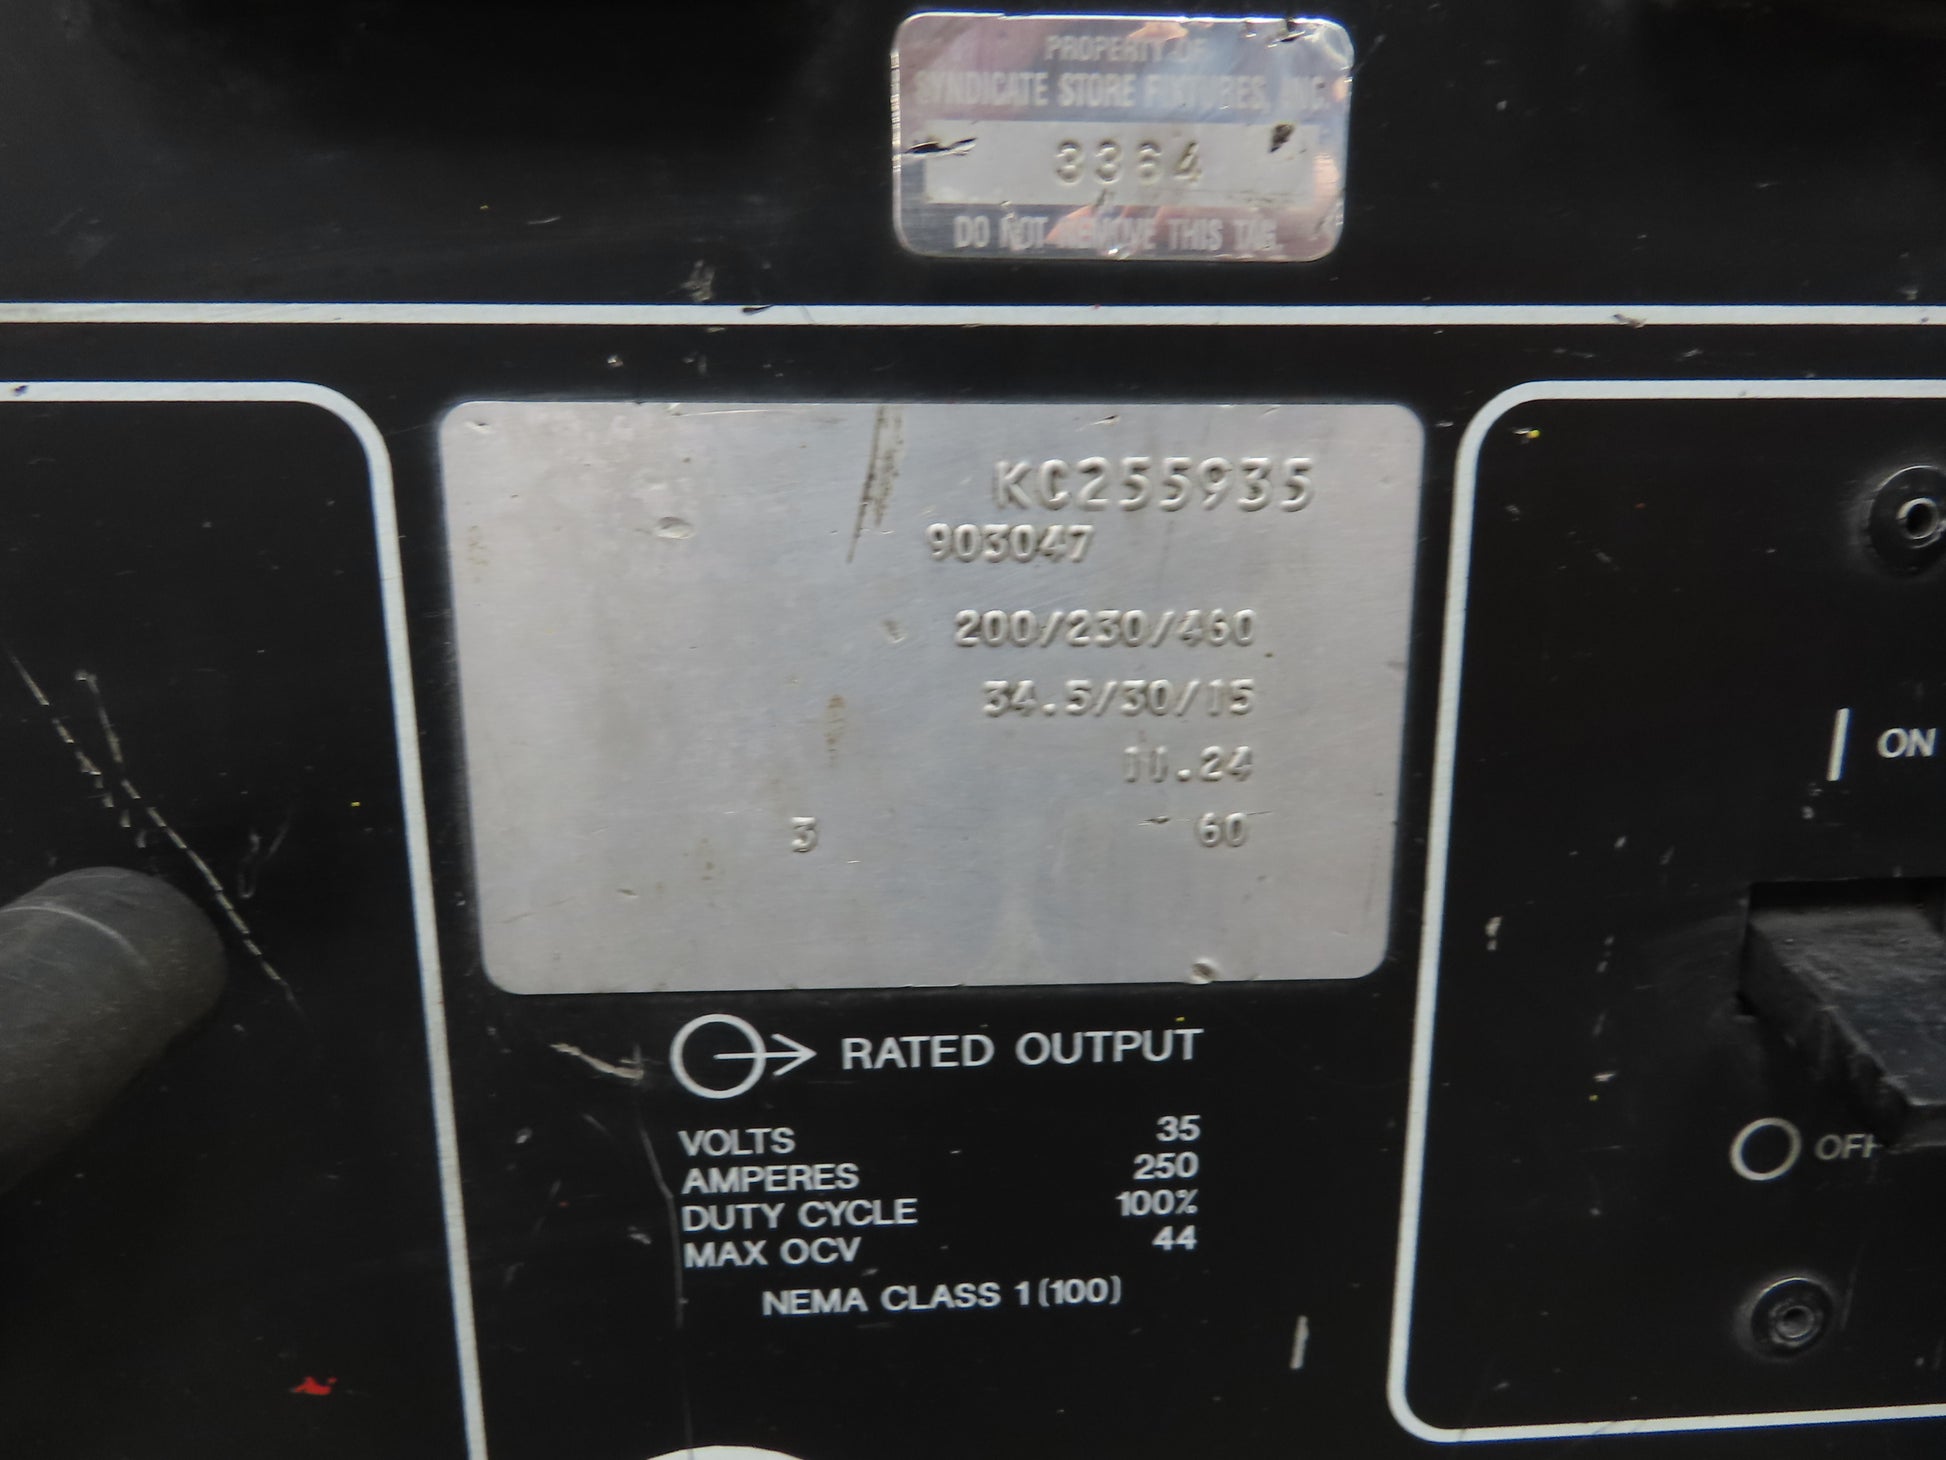 PROPERTY OF
SYNDICATE STORE FIXTURES, INC.
3364
DO NOT REMOVE THIS TAG.
KC255935
903047
200/230/460
34.5/30/15
11.24
3 60
ON
OFF
RATED OUTPUT
VOLTS 35
AMPERES 250
DUTY CYCLE 100%
MAX OCV 44
NEMA CLASS 1 (100)